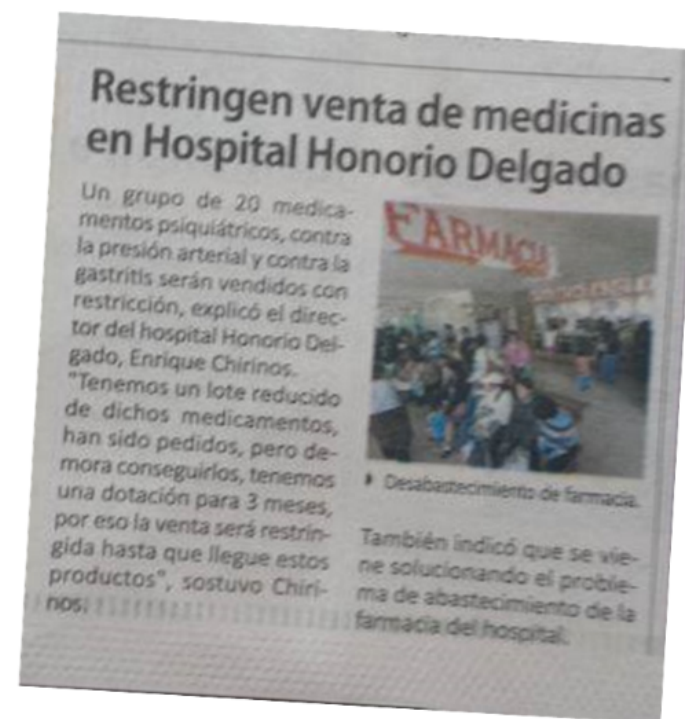 Restringen venta de medicinas
en Hospital Honorio Delgado
Un grupo de 20 medica-
mentos psiquiátricos, contra
la presión arterial y contra la
gastritis serán vendidos con
restricción, explicó el direc-
tor del hospital Honorio Del-
gado, Enrique Chirinos.
"Tenemos un lote reducido
de dichos medicamentos,
han sido pedidos, pero de-
mora conseguirlos, tenemos
una dotación para 3 meses,
por eso la venta será restrin-
gida hasta que llegue estos
productos", sostuvo Chiri-
nos.
FARMACIA
Desabastecimiento de farmacia.
También indicó que se vie-
ne solucionando el proble-
ma de abastecimiento de la
farmacia del hospital.